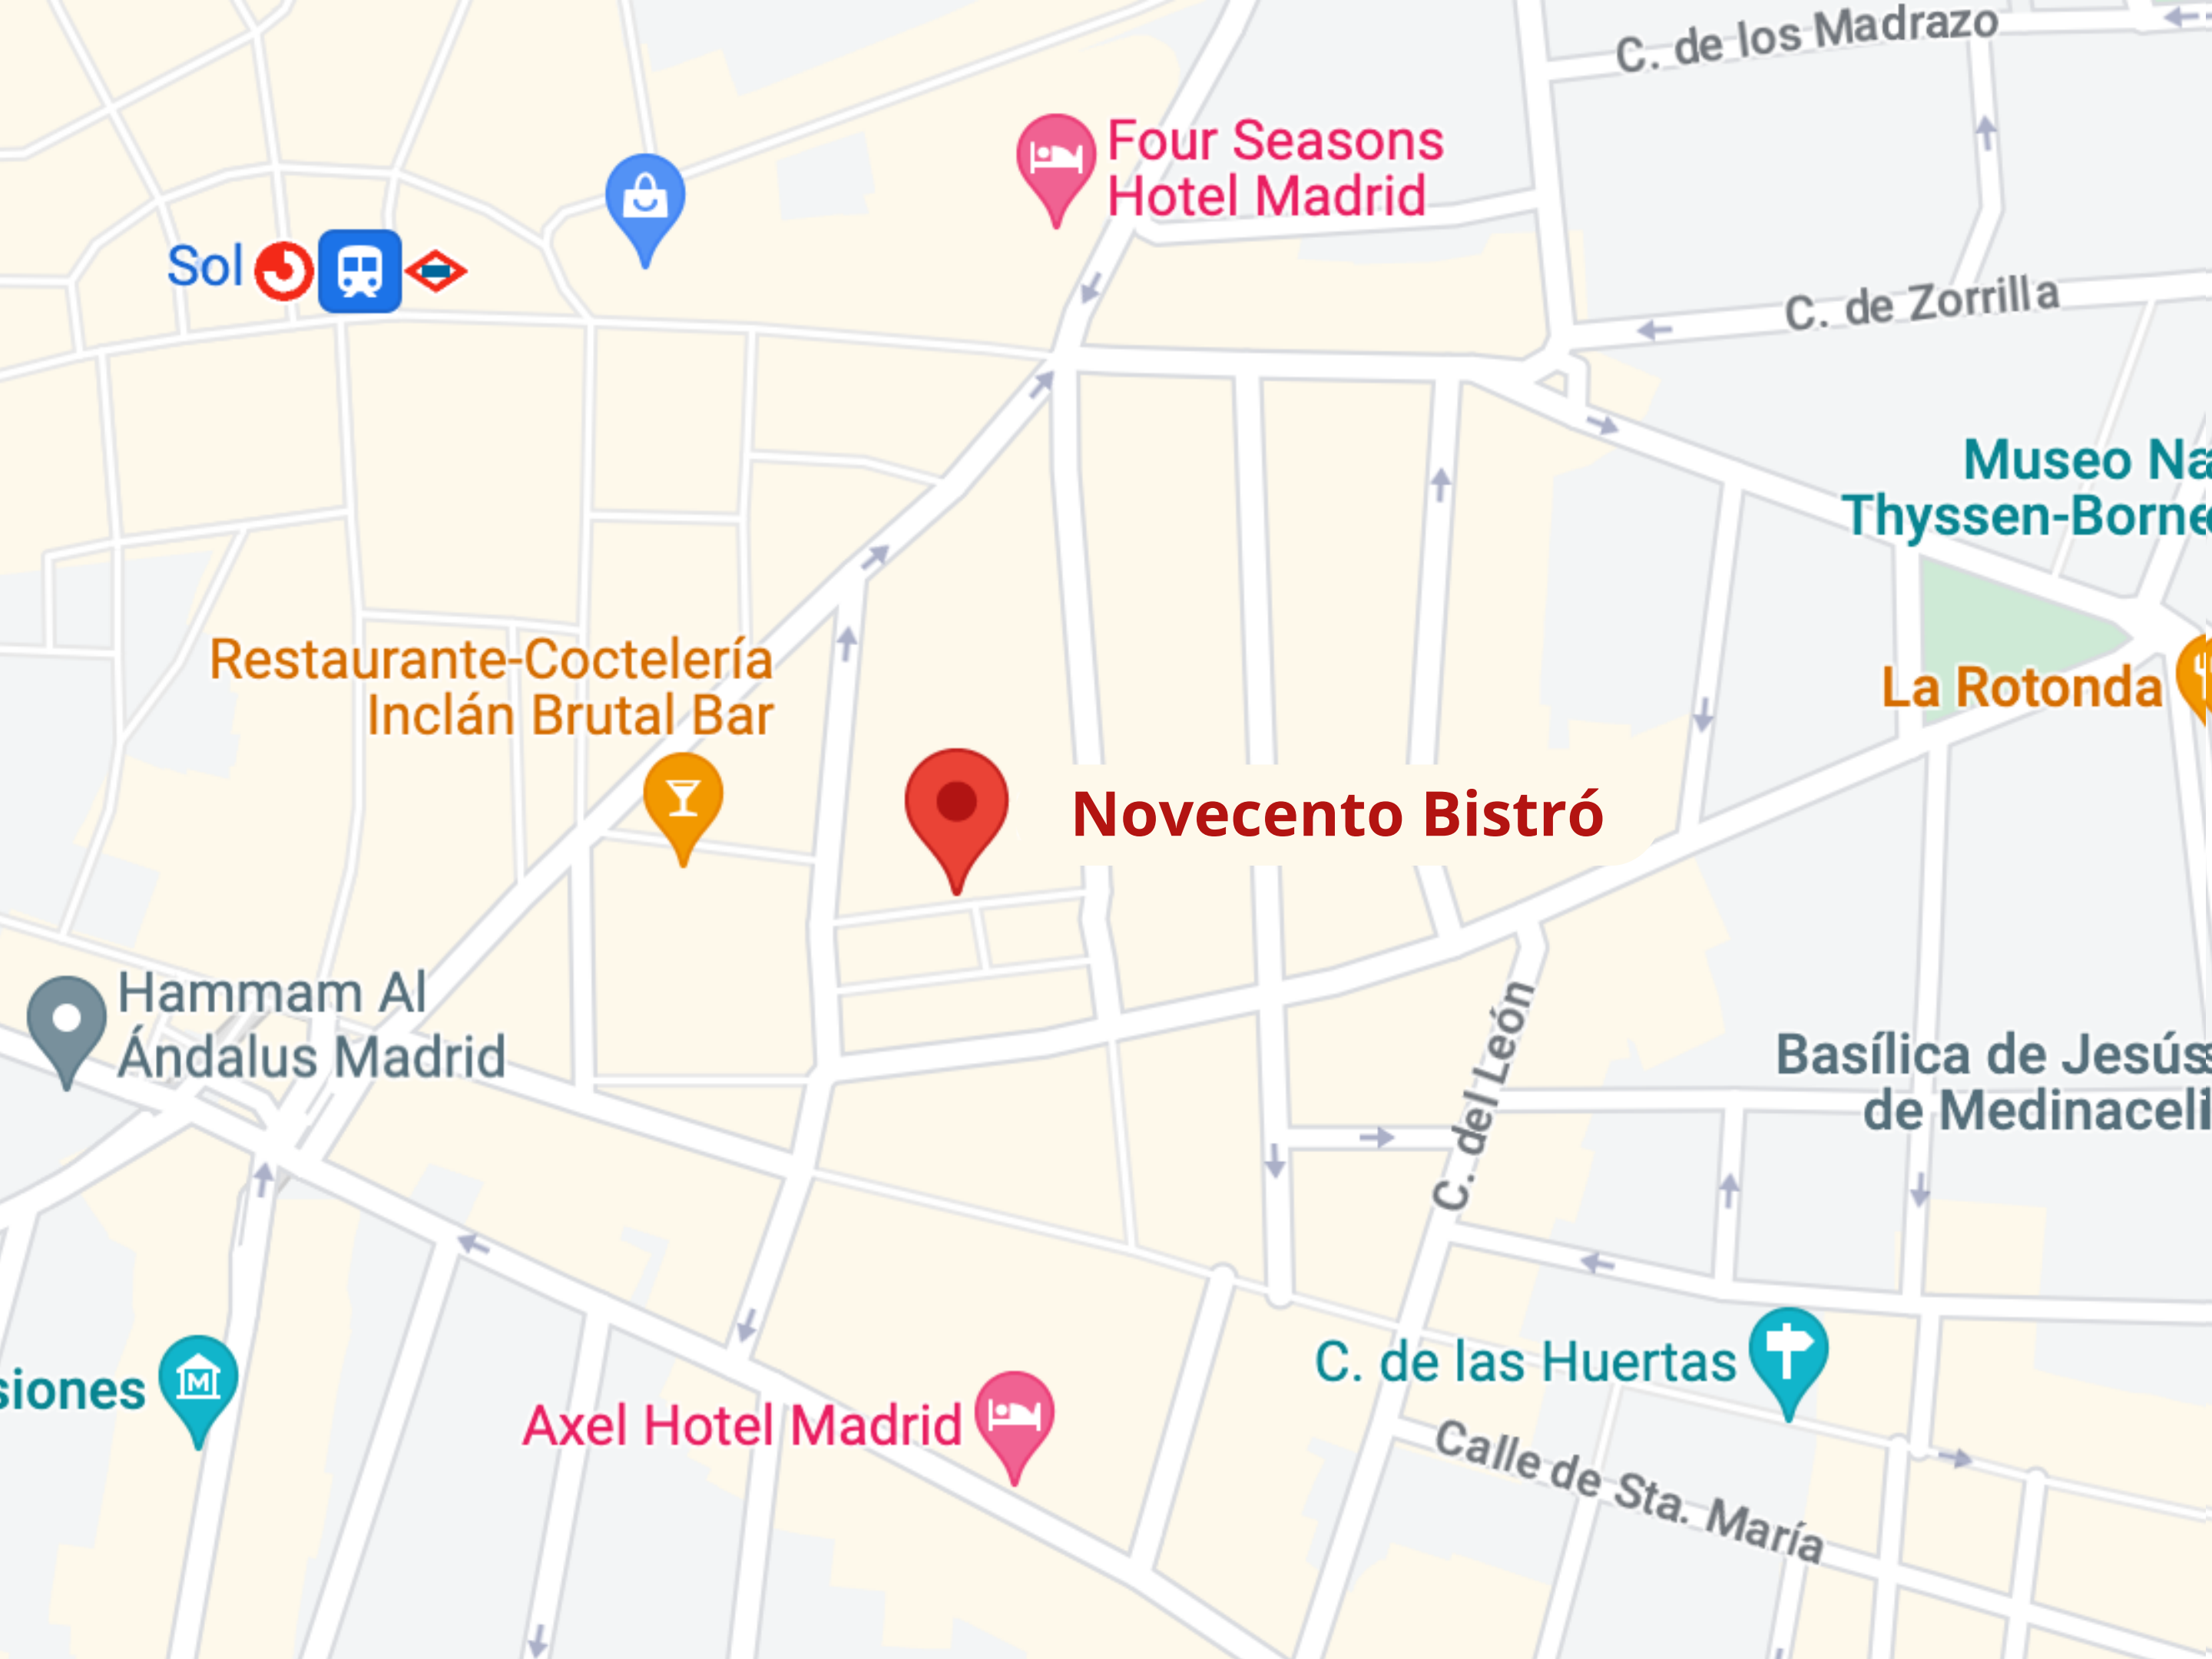 C. de los Madrazo
Four Seasons
Hotel Madrid
Sol
C. de Zorrilla
Museo Na
Thyssen-Borne
Restaurante-Coctelería
Inclán Brutal Bar
La Rotonda
Novecento Bistró
Hammam Al
Ándalus Madrid
C. del León
Basílica de Jesús
de Medinaceli
C. de las Huertas
siones
M
Axel Hotel Madrid
Calle de Sta. María